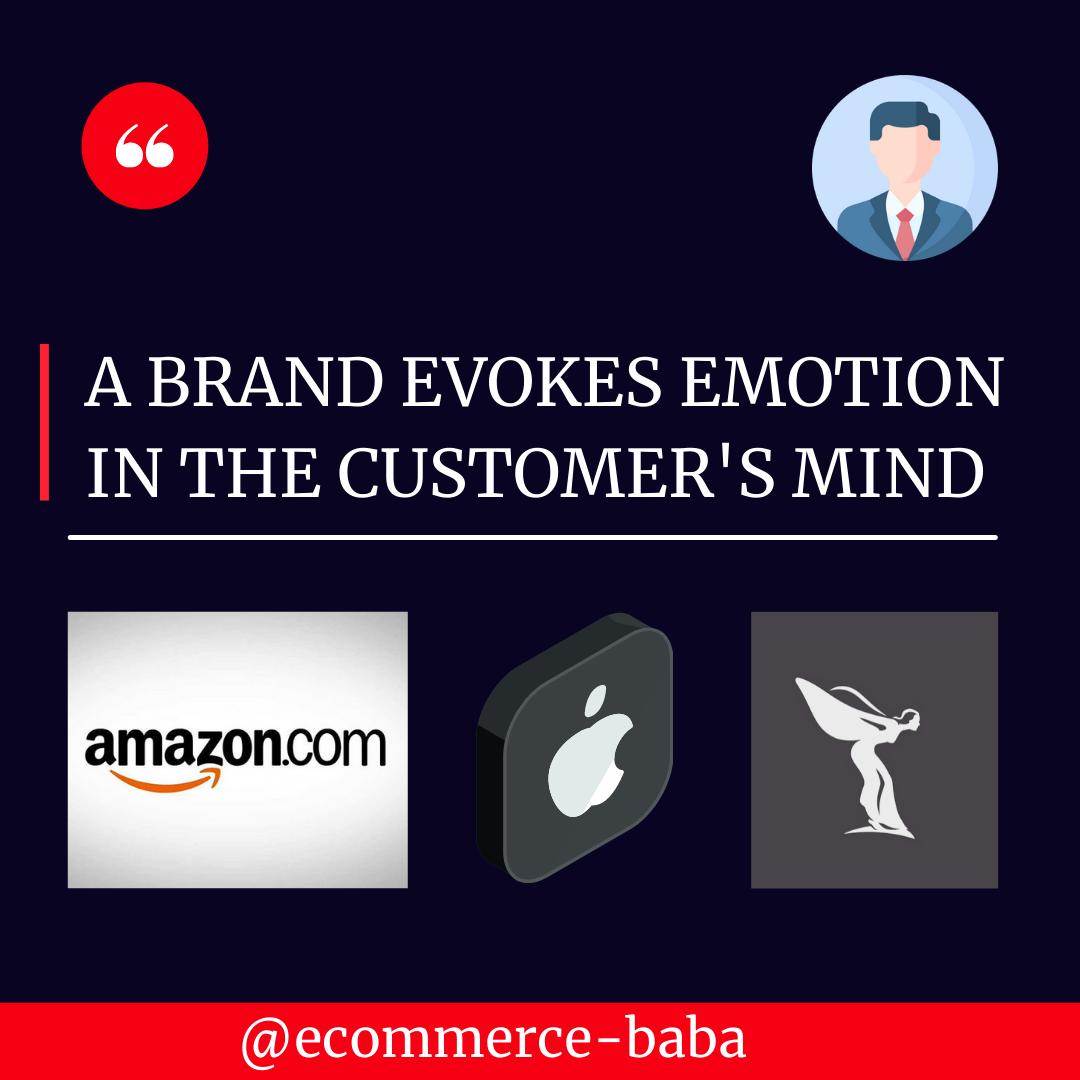 A BRAND EVOKES EMOTION
IN THE CUSTOMER'S MIND
amazon.com
@ecommerce-baba